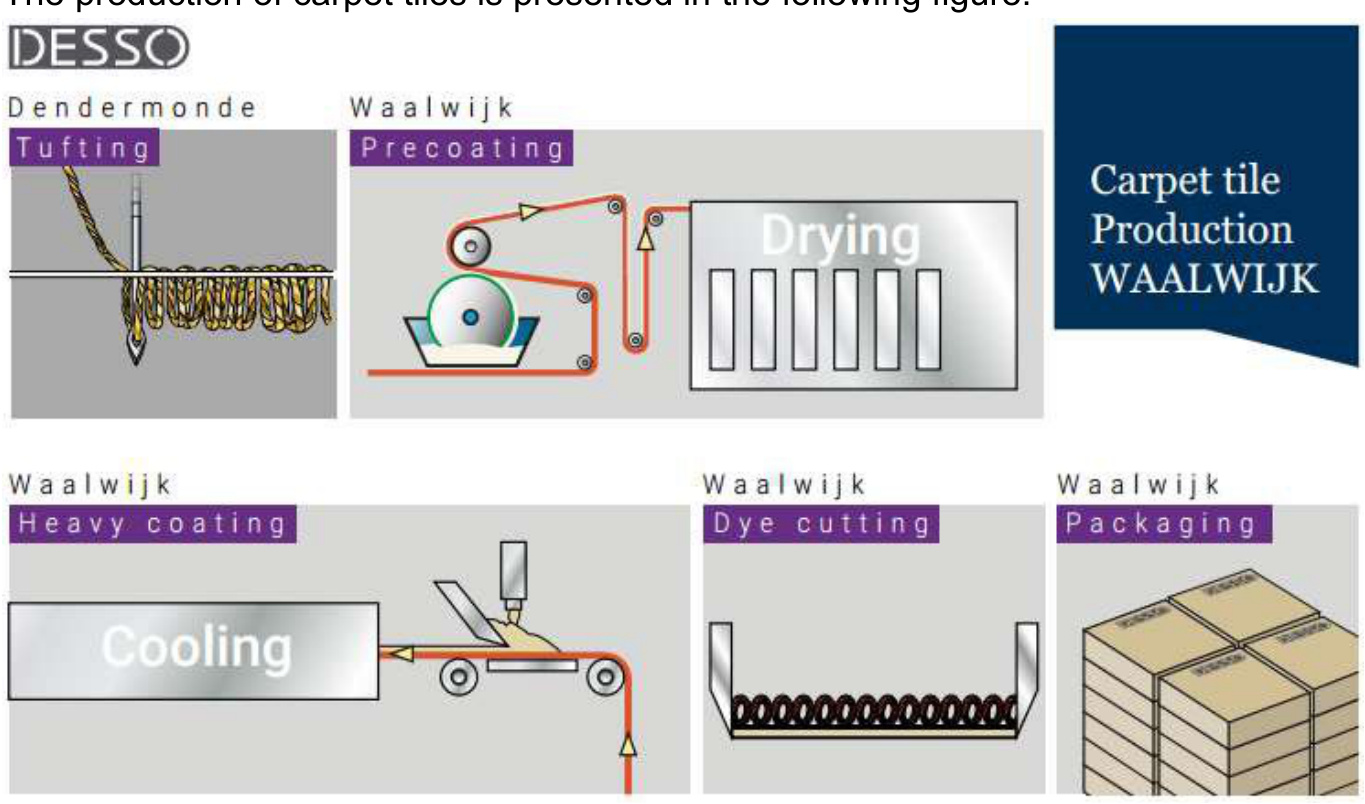 The production of carpet tiles is presented in the following figure.
DESSO
Dendermonde
Tufting
Waalwijk
Precoating
Drying
Carpet tile
Production
WAALWIJK
Waalwijk
Heavy coating
Cooling
Waalwijk
Dye cutting
Waalwijk
Packaging